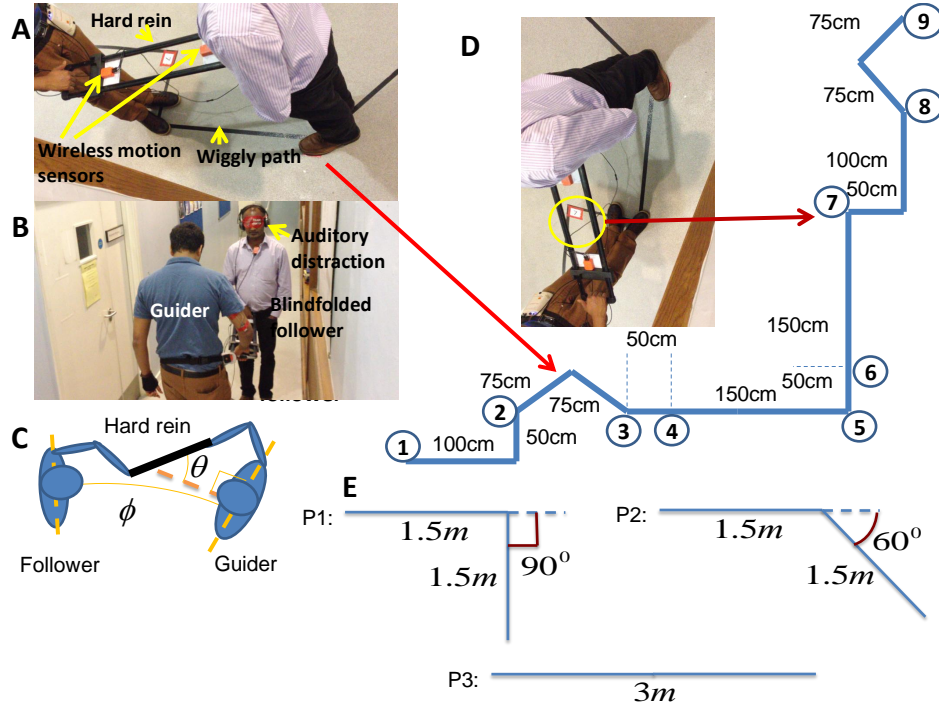 A
Hard rein
Wireless motion
sensors
Wiggly path
B
Auditory
distraction
Guider
Blindfolded
follower
C
Hard rein
θ
ϕ
Follower
Guider
D
75cm
9
75cm
8
100cm
50cm
7
150cm
50cm
50cm
6
75cm
75cm
2
1
100cm
50cm
3
4
150cm
5
E
P1:
1.5m
1.5m
90°
P2:
1.5m
1.5m
60°
P3:
3m